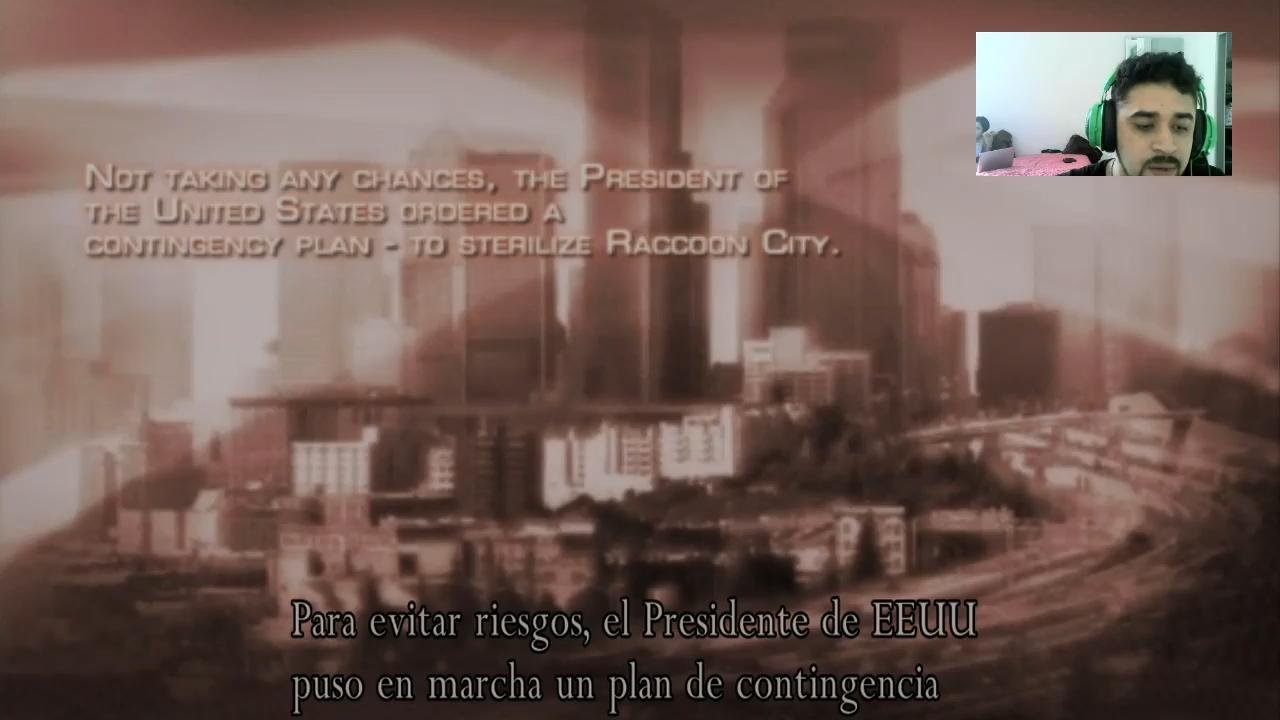 Not taking any chances, the President of
the United States ordered a
contingency plan - to sterilize Raccoon City.
Para evitar riesgos, el Presidente de EEUU
puso en marcha un plan de contingencia